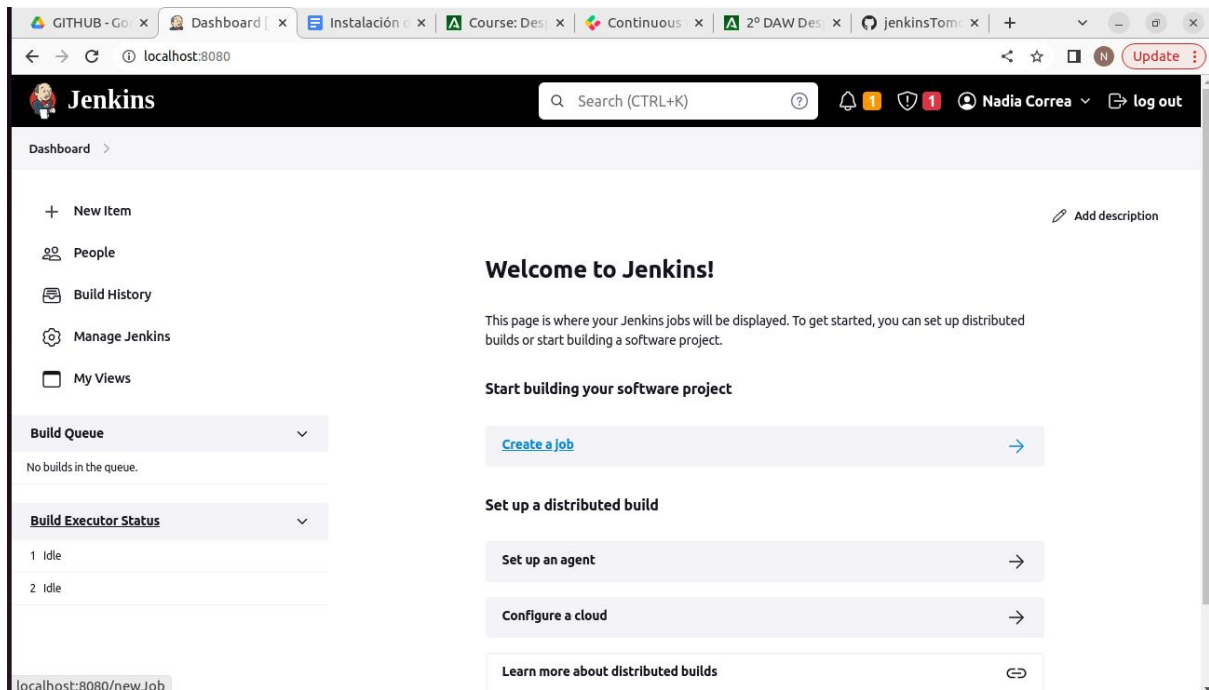 GITHUB - Go
Dashboard [
Instalación
Course: Des
Continuous
2º DAW Des
jenkinsTom
localhost:8080
N
Update
Jenkins
Search (CTRL+K)
1
1
Nadia Correa
log out
Dashboard
New Item
Add description
People
Welcome to Jenkins!
Build History
This page is where your Jenkins jobs will be displayed. To get started, you can set up distributed
builds or start building a software project.
Manage Jenkins
My Views
Start building your software project
Build Queue
Create a job
No builds in the queue.
Set up a distributed build
Build Executor Status
1 Idle
Set up an agent
2 Idle
Configure a cloud
Learn more about distributed builds
localhost:8080/newJob